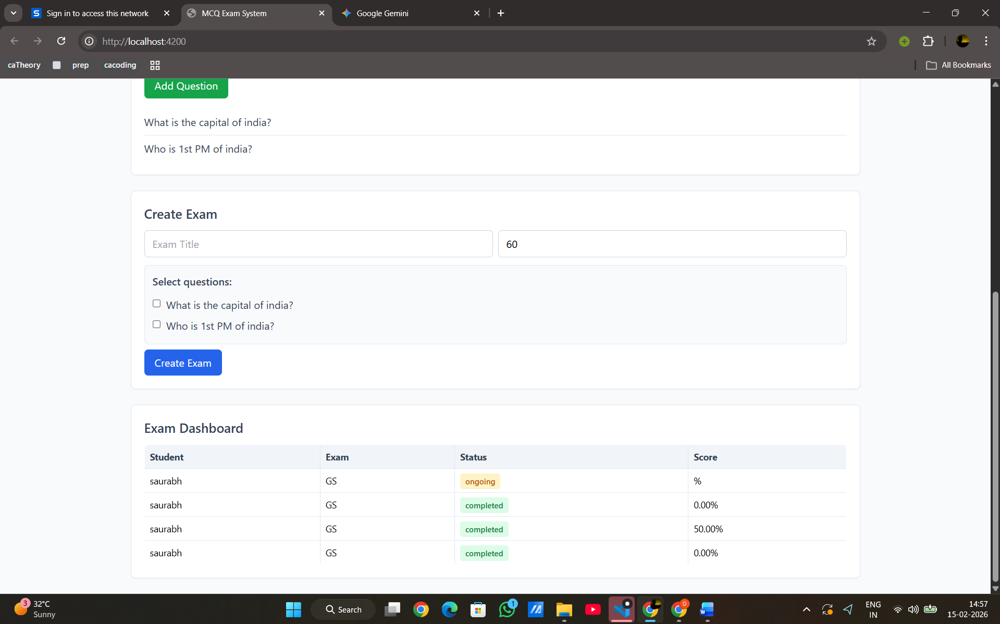 Sign in to access this network
MCQ Exam System
Google Gemini
http://localhost:4200
caTheory
prep
cacoding
All Bookmarks
Add Question
What is the capital of india?
Who is 1st PM of india?
Create Exam
Exam Title
60
Select questions:
What is the capital of india?
Who is 1st PM of india?
Create Exam
Exam Dashboard
Student Exam Status Score
saurabh GS ongoing %
saurabh GS completed 0.00%
saurabh GS completed 50.00%
saurabh GS completed 0.00%
3
32°C
Sunny
Search
1
D
ENG
IN
14:57
15-02-2026